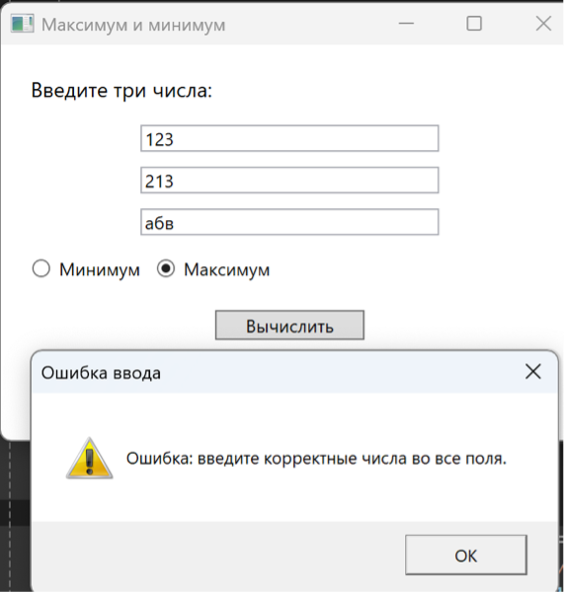 Максимум и минимум
Введите три числа:
123
213
абв
Минимум Максимум
Вычислить
Ошибка ввода
Ошибка: введите корректные числа во все поля.
ОК